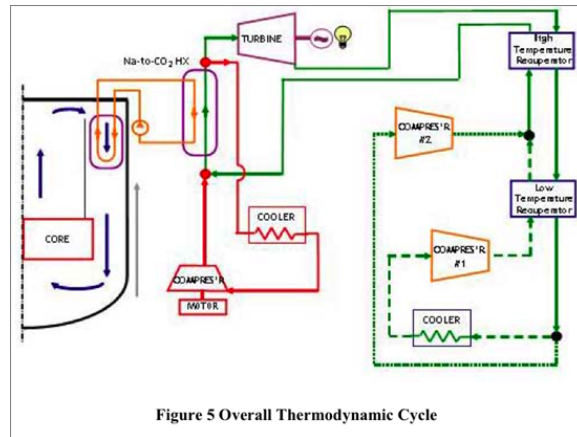 TURBINE
High
Temperature
Recuperator
Na-to-CO2 HX
COMPRES'R
#2
Low
Temperature
Recuperator
CORE
COOLER
COMPRES'R
#1
COMPRES'R
MOTOR
COOLER
Figure 5 Overall Thermodynamic Cycle